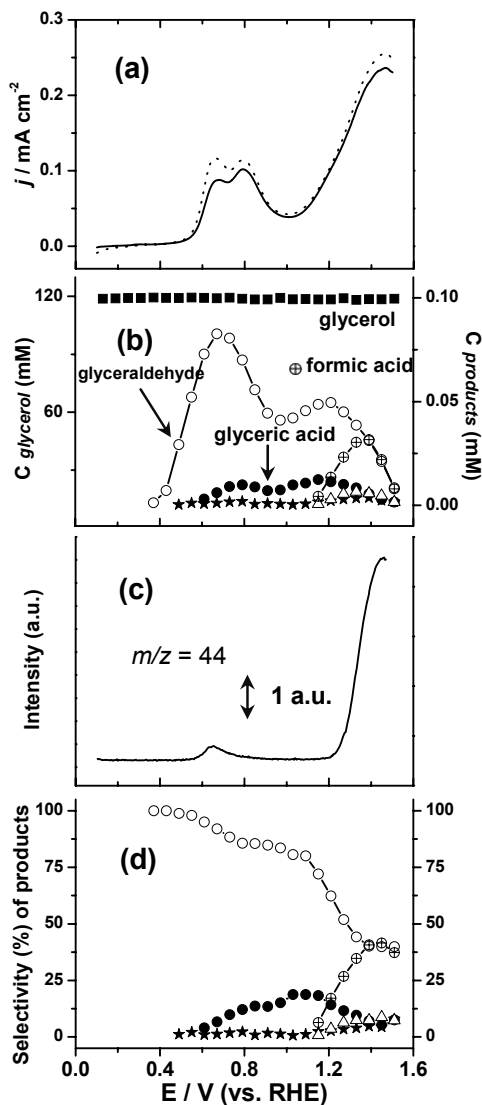 0.3
0.2
0.1
0.0
j / mA cm-2
(a)
120
60
C glycerol (mM)
(b)
glycerol
glyceraldehyde
formic acid
glyceric acid
0.10
0.05
0.00
C products (mM)
(c)
Intensity (a.u.)
m/z = 44
1 a.u.
100
75
50
25
0
Selectivity (%) of products
(d)
100
75
50
25
0
0.0 0.4 0.8 1.2 1.6
E / V (vs. RHE)